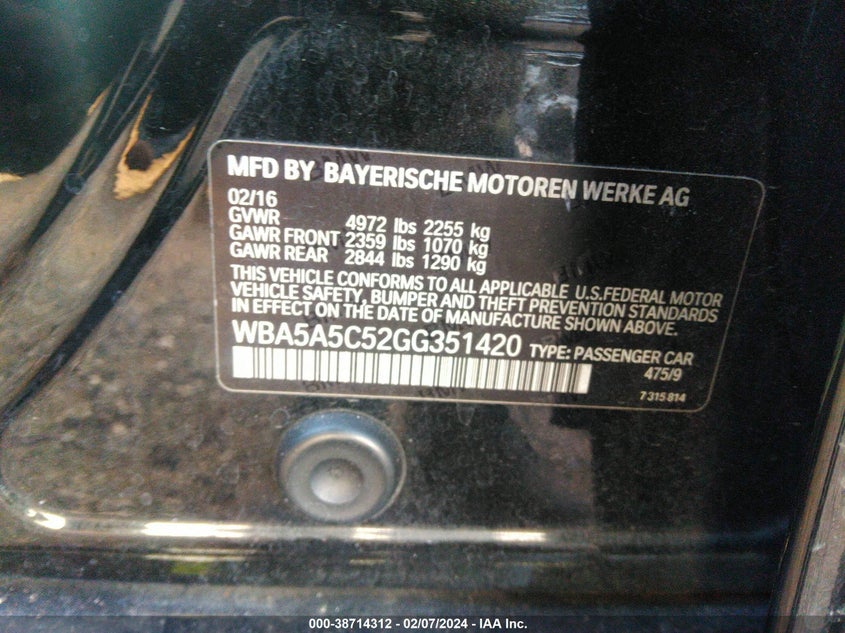 MFD BY BAYERISCHE MOTOREN WERKE AG
02/16
GVWR 4972 lbs 2255 kg
GAWR FRONT 2359 lbs 1070 kg
GAWR REAR 2844 lbs 1290 kg
THIS VEHICLE CONFORMS TO ALL APPLICABLE U.S.FEDERAL MOTOR
VEHICLE SAFETY, BUMPER AND THEFT PREVENTION STANDARDS
IN EFFECT ON THE DATE OF MANUFACTURE SHOWN ABOVE.
WBA5A5C52GG351420 TYPE: PASSENGER CAR
475/9
7 315 814
000-38714312 - 02/07/2024 - IAA Inc.